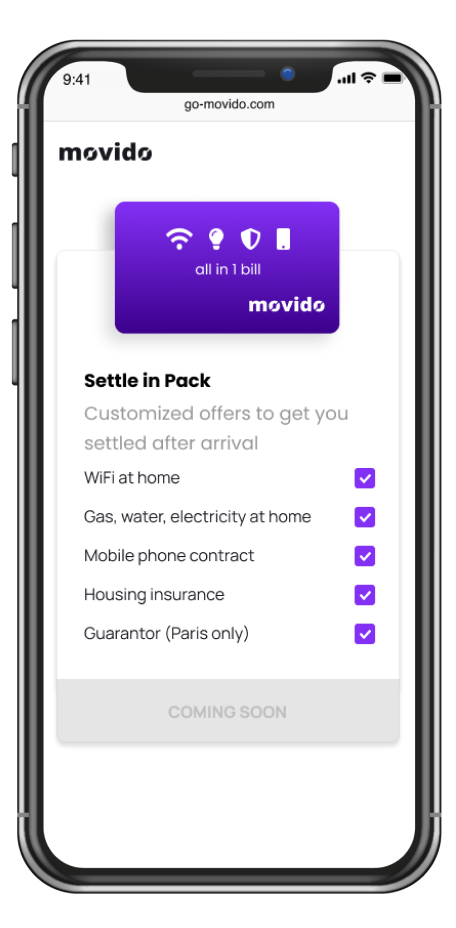 9:41
go-movido.com
movido
all in 1 bill
movido
Settle in Pack
Customized offers to get you
settled after arrival
WiFi at home
Gas, water, electricity at home
Mobile phone contract
Housing insurance
Guarantor (Paris only)
COMING SOON